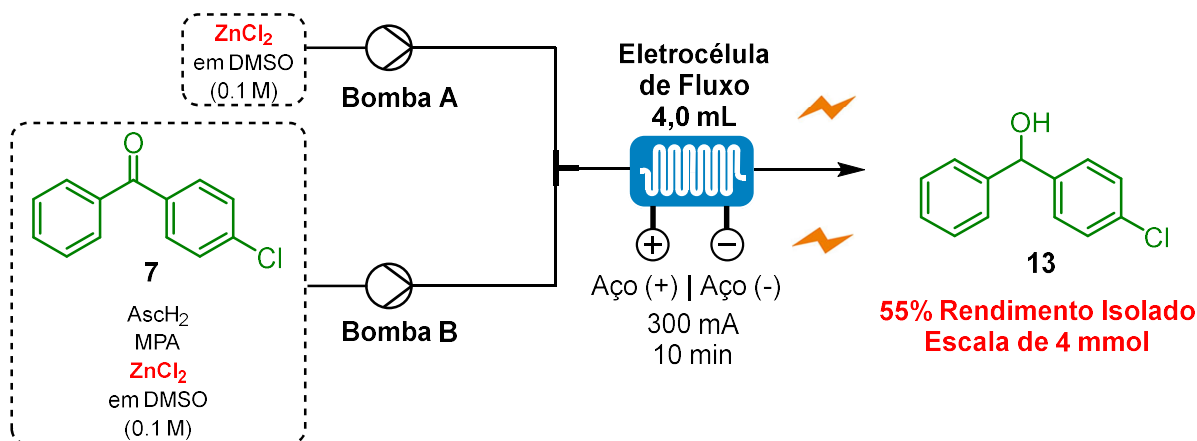 ZnCl₂
em DMSO
(0.1 M)
Bomba A
O
Cl
7
AscH₂
MPA
ZnCl₂
em DMSO
(0.1 M)
Bomba B
Eletrocélula
de Fluxo
4,0 mL
+ −
Aço (+) | Aço (-)
300 mA
10 min
OH
Cl
13
55% Rendimento Isolado
Escala de 4 mmol